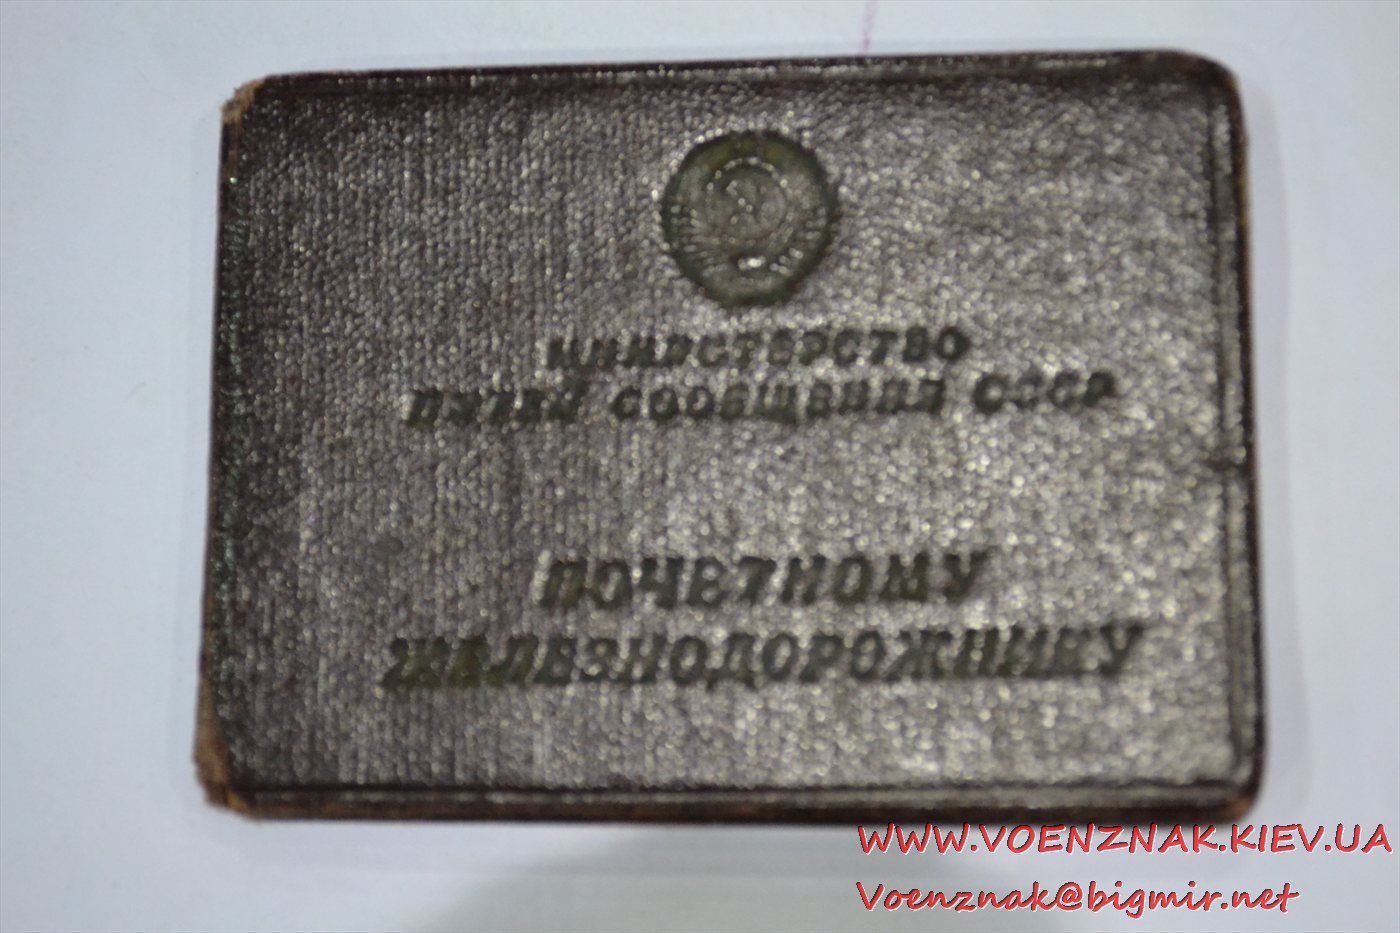 МИНИСТЕРСТВО
ПУТЕЙ СООБЩЕНИЯ СССР
ПОЧЕТНОМУ
ЖЕЛЕЗНОДОРОЖНИКУ
WWW.VOENZNAK.KIEV.UA
Voenznak@bigmir.net